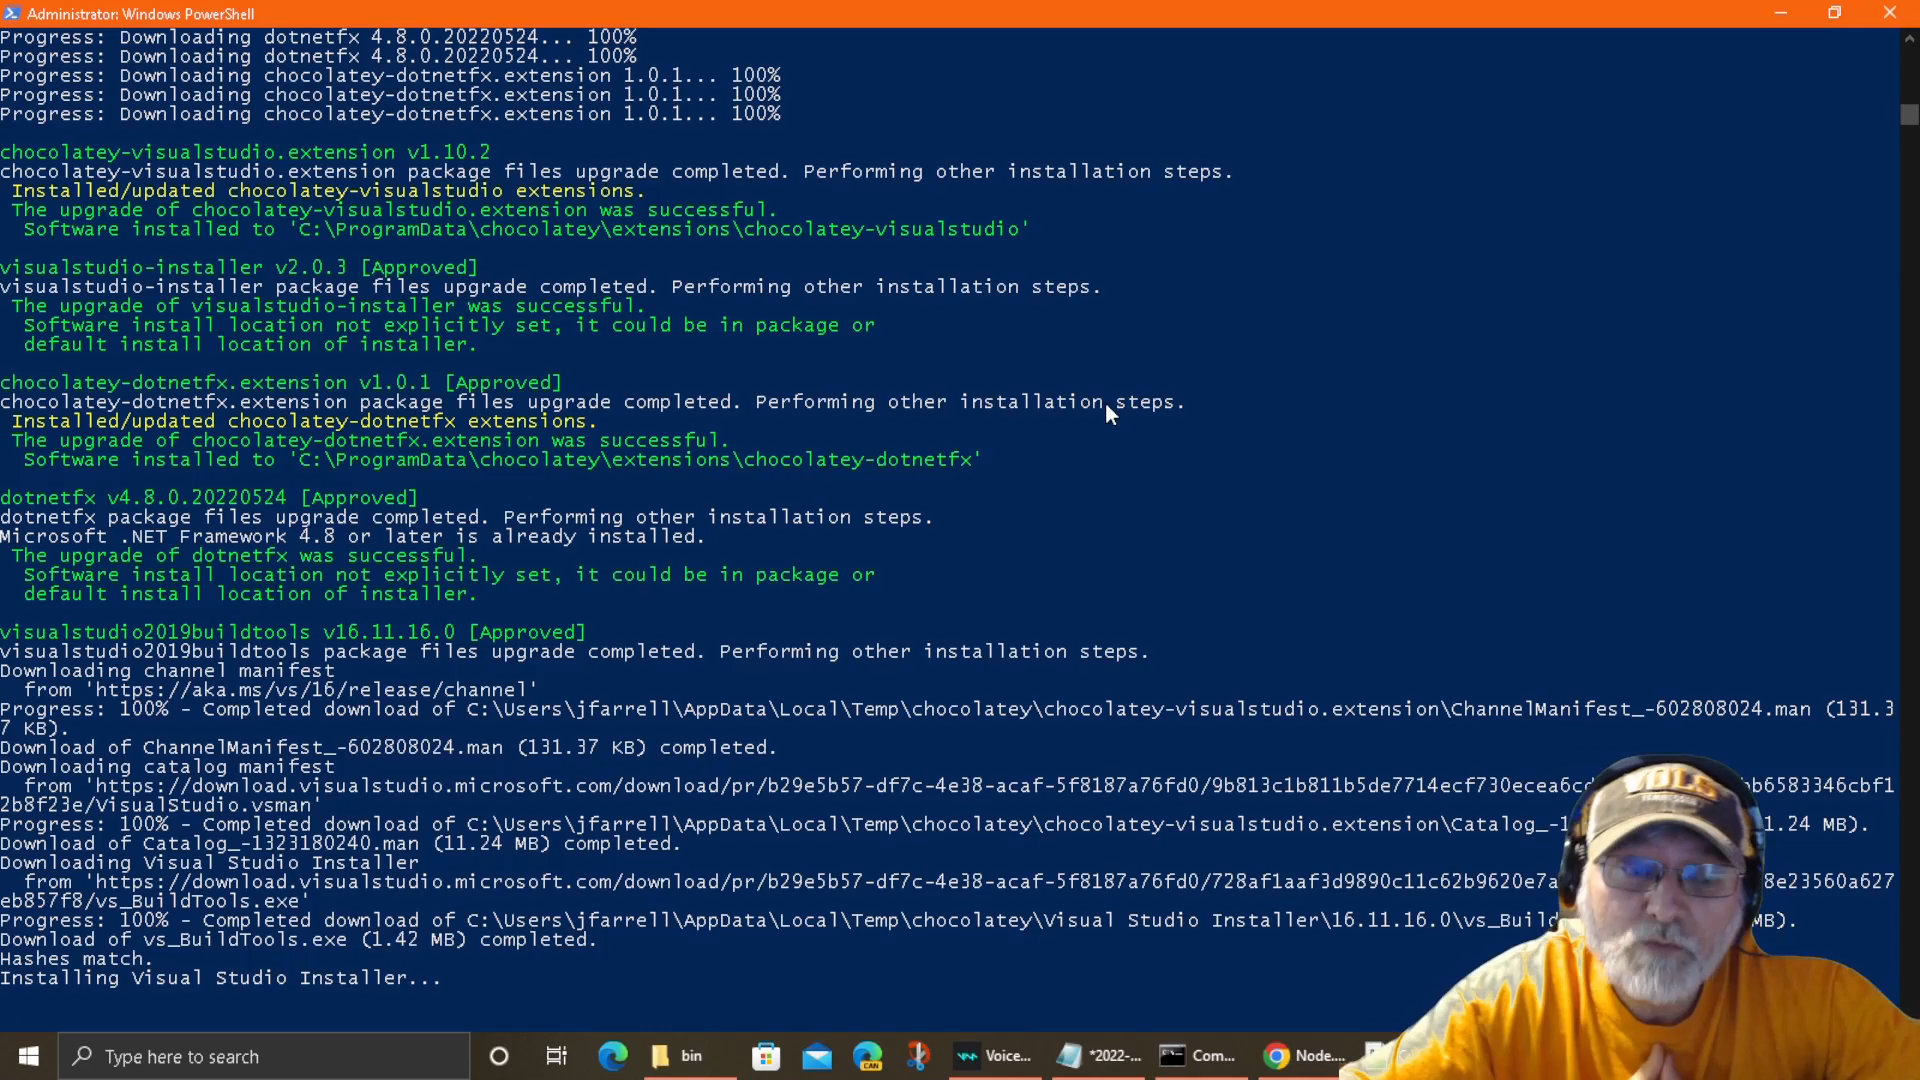 Administrator: Windows PowerShell
Progress: Downloading dotnetfx 4.8.0.20220524... 100%
Progress: Downloading dotnetfx 4.8.0.20220524... 100%
Progress: Downloading chocolatey-dotnetfx.extension 1.0.1... 100%
Progress: Downloading chocolatey-dotnetfx.extension 1.0.1... 100%
Progress: Downloading chocolatey-dotnetfx.extension 1.0.1... 100%
chocolatey-visualstudio.extension v1.10.2
chocolatey-visualstudio.extension package files upgrade completed. Performing other installation steps.
Installed/updated chocolatey-visualstudio extensions.
The upgrade of chocolatey-visualstudio.extension was successful.
Software installed to 'C:\ProgramData\chocolatey\extensions\chocolatey-visualstudio'
visualstudio-installer v2.0.3 [Approved]
visualstudio-installer package files upgrade completed. Performing other installation steps.
The upgrade of visualstudio-installer was successful.
Software install location not explicitly set, it could be in package or
default install location of installer.
chocolatey-dotnetfx.extension v1.0.1 [Approved]
chocolatey-dotnetfx.extension package files upgrade completed. Performing other installation steps.
Installed/updated chocolatey-dotnetfx extensions.
The upgrade of chocolatey-dotnetfx.extension was successful.
Software installed to 'C:\ProgramData\chocolatey\extensions\chocolatey-dotnetfx'
dotnetfx v4.8.0.20220524 [Approved]
dotnetfx package files upgrade completed. Performing other installation steps.
Microsoft .NET Framework 4.8 or later is already installed.
The upgrade of dotnetfx was successful.
Software install location not explicitly set, it could be in package or
default install location of installer.
visualstudio2019buildtools v16.11.16.0 [Approved]
visualstudio2019buildtools package files upgrade completed. Performing other installation steps.
Downloading channel manifest
from 'https://aka.ms/vs/16/release/channel'
Progress: 100% - Completed download of C:\Users\jfarrell\AppData\Local\Temp\chocolatey\chocolatey-visualstudio.extension\ChannelManifest_-602808024.man (131.3
7 KB).
Download of ChannelManifest_-602808024.man (131.37 KB) completed.
Downloading catalog manifest
from 'https://download.visualstudio.microsoft.com/download/pr/b29e5b57-df7c-4e38-acaf-5f8187a76fd0/9b813c1b811b5de7714ecf730ecea6c b6583346cbf1
2b8f23e/VisualStudio.vsman'
Progress: 100% - Completed download of C:\Users\jfarrell\AppData\Local\Temp\chocolatey\chocolatey-visualstudio.extension\Catalog_-1 1.24 MB).
Download of Catalog_-1323180240.man (11.24 MB) completed.
Downloading Visual Studio Installer
from 'https://download.visualstudio.microsoft.com/download/pr/b29e5b57-df7c-4e38-acaf-5f8187a76fd0/728af1aaf3d9890c11c62b9620e7a 8e23560a627
eb857f8/vs_BuildTools.exe'
Progress: 100% - Completed download of C:\Users\jfarrell\AppData\Local\Temp\chocolatey\Visual Studio Installer\16.11.16.0\vs_Build MB).
Download of vs_BuildTools.exe (1.42 MB) completed.
Hashes match.
Installing Visual Studio Installer...
VOLS
Type here to search
bin
CAN
Voice...
*2022-...
Com...
Node....